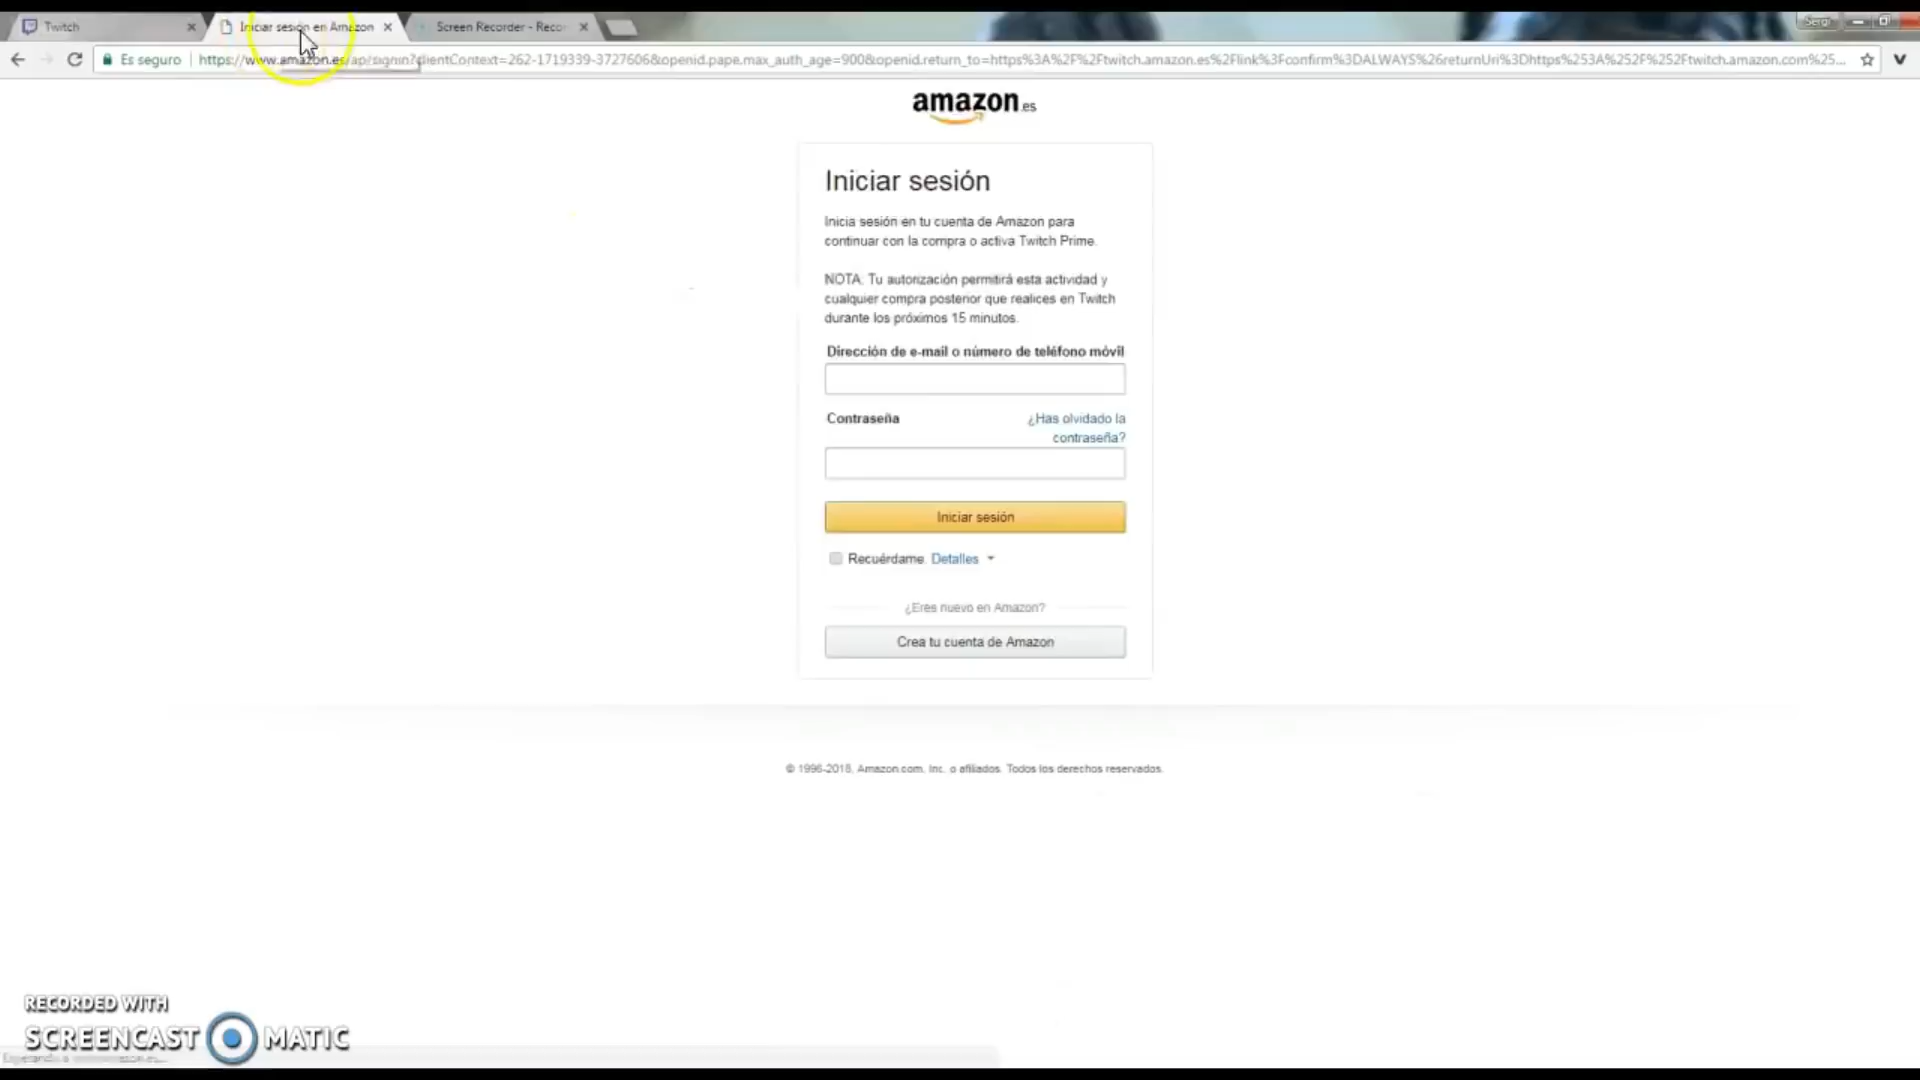 Twitch
Iniciar sesión en Amazon
Screen Recorder - Reco
Sergi
Es seguro
https://www.amazon.es/ap/signin?clientContext=262-1719339-3727606&openid.pape.max_auth_age=900&openid.return_to=https%3A%2F%2Ftwitch.amazon.es%2Flink%3Fconfirm%3DALWAYS%26returnUri%3Dhttps%253A%252F%252Ftwitch.amazon.com%25...
amazon.es
Iniciar sesión
Inicia sesión en tu cuenta de Amazon para
continuar con la compra o activa Twitch Prime.
NOTA: Tu autorización permitirá esta actividad y
cualquier compra posterior que realices en Twitch
durante los próximos 15 minutos.
Dirección de e-mail o número de teléfono móvil
Contraseña
¿Has olvidado la
contraseña?
Iniciar sesión
Recuérdame. Detalles
¿Eres nuevo en Amazon?
Crea tu cuenta de Amazon
© 1996-2018, Amazon.com, Inc. o afiliados. Todos los derechos reservados.
RECORDED WITH
SCREENCAST MATIC